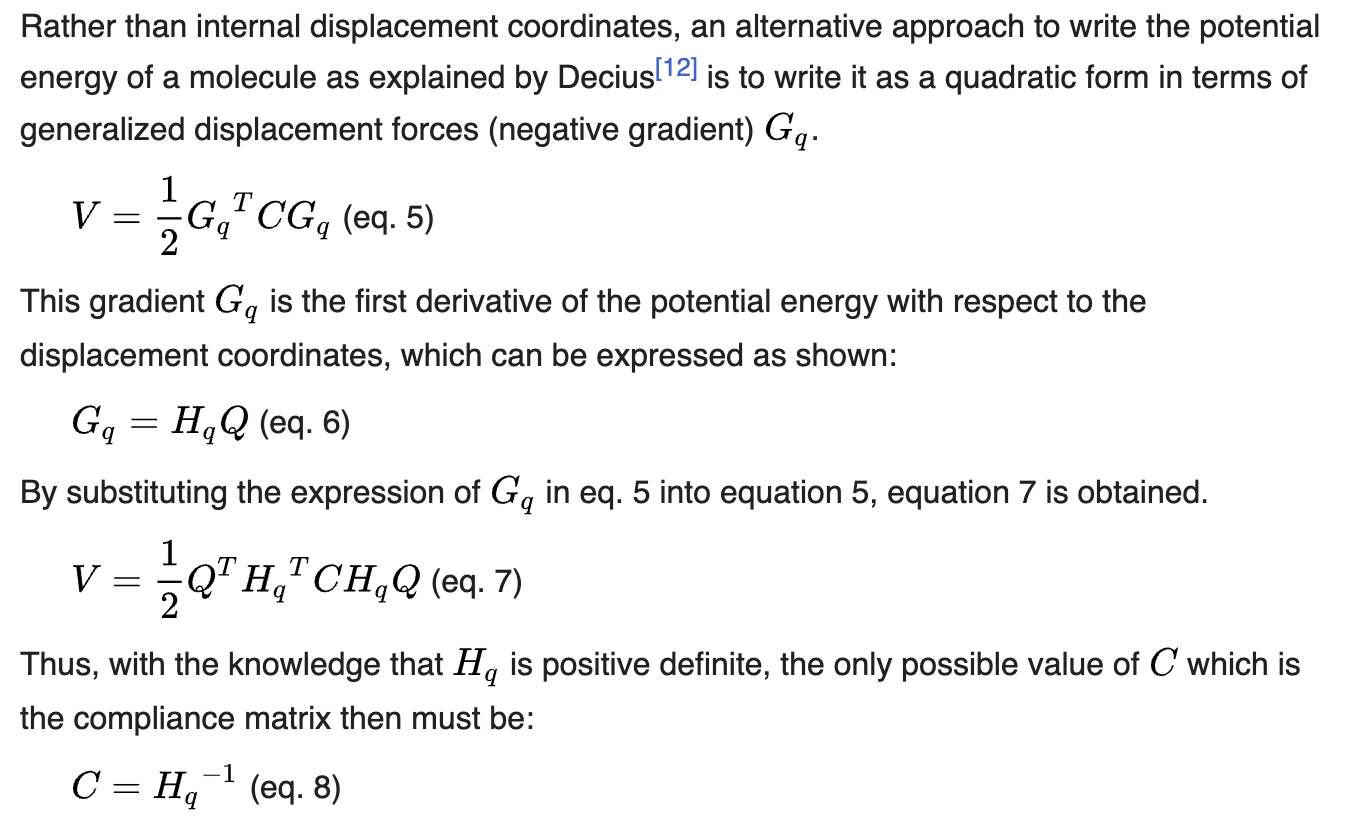 Rather than internal displacement coordinates, an alternative approach to write the potential
energy of a molecule as explained by Decius[12] is to write it as a quadratic form in terms of
generalized displacement forces (negative gradient) G_q.
V = \frac{1}{2} G_q^T C G_q (eq. 5)
This gradient G_q is the first derivative of the potential energy with respect to the
displacement coordinates, which can be expressed as shown:
G_q = H_q Q (eq. 6)
By substituting the expression of G_q in eq. 5 into equation 5, equation 7 is obtained.
V = \frac{1}{2} Q^T H_q^T C H_q Q (eq. 7)
Thus, with the knowledge that H_q is positive definite, the only possible value of C which is
the compliance matrix then must be:
C = H_q^{-1} (eq. 8)